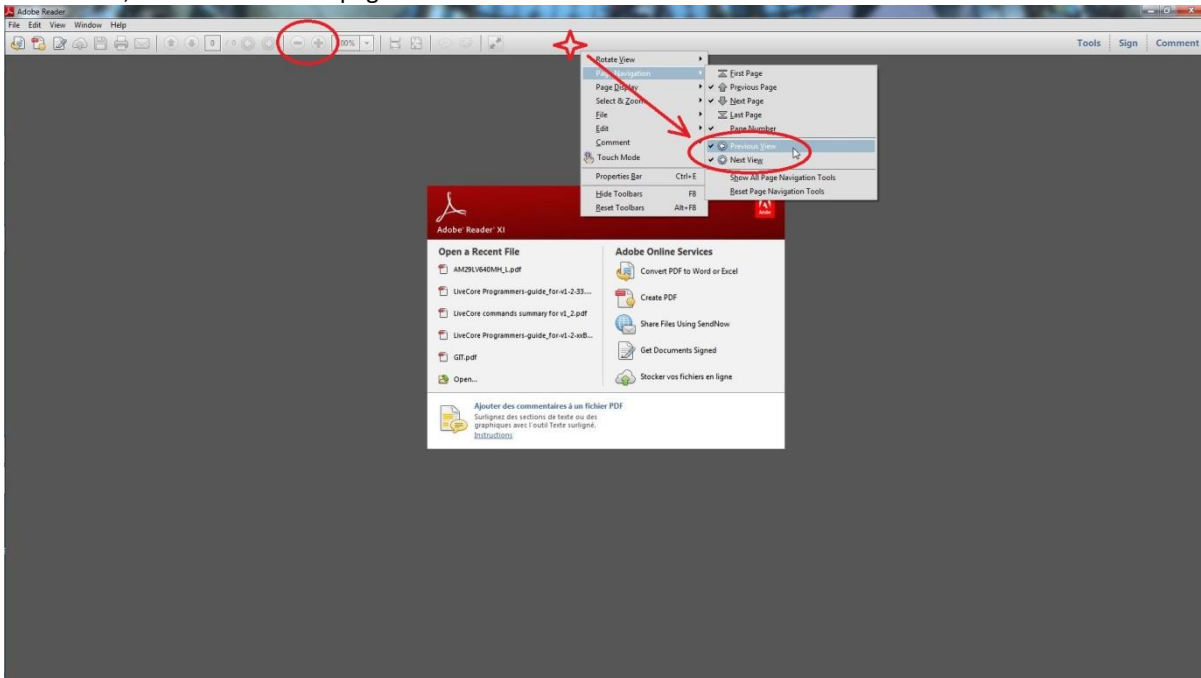 Adobe Reader
File Edit View Window Help
0 / 0
Tools Sign Comment
Rotate View
Page Navigation
Page Display
Select & Zoom
File
Edit
Comment
Touch Mode
Properties Bar Ctrl+E
Hide Toolbars F8
Reset Toolbars Alt+F8
First Page
Previous Page
Next Page
Last Page
Page Number
Previous View
Next View
Show All Page Navigation Tools
Reset Page Navigation Tools
Adobe
Adobe® Reader® XI
Open a Recent File
AM29LV640MH_L.pdf
LiveCore Programmers-guide_for-v1-2-33....
LiveCore commands summary for v1_2.pdf
LiveCore Programmers-guide_for-v1-2-xxB...
GIT.pdf
Open...
Adobe Online Services
Convert PDF to Word or Excel
Create PDF
Share Files Using SendNow
Get Documents Signed
Stocker vos fichiers en ligne
Ajouter des commentaires à un fichier PDF
Surlignez des sections de texte ou des
graphiques avec l'outil Texte surligné.
Instructions